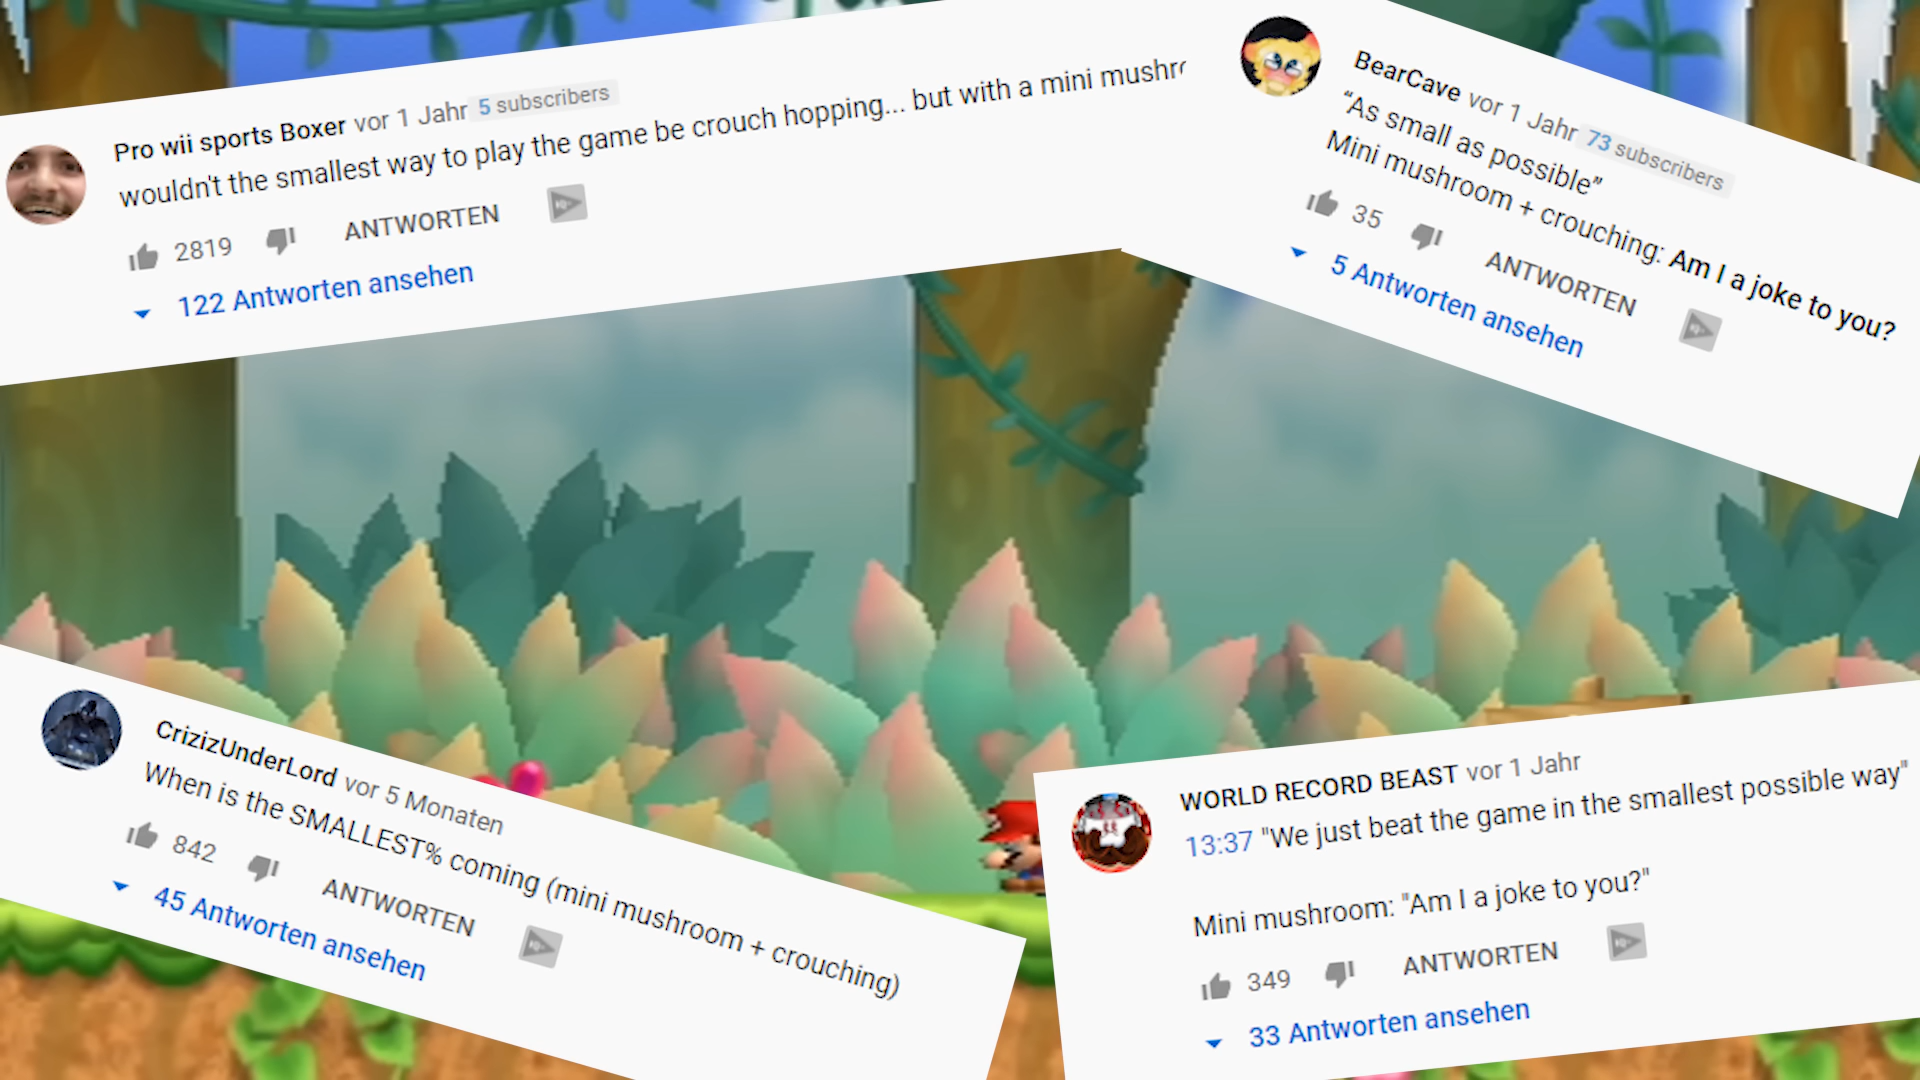 Pro wii sports Boxer vor 1 Jahr 5 subscribers
wouldn't the smallest way to play the game be crouch hopping... but with a mini
2819 ANTWORTEN
122 Antworten ansehen
BearCave vor 1 Jahr 73 subscribers
“As small as possible”
Mini mushroom + crouching: Am I a joke to you?
35 ANTWORTEN
5 Antworten ansehen
CrizizUnderLord vor 5 Monaten
When is the SMALLEST% coming (mini mushroom + crouching)
842 ANTWORTEN
45 Antworten ansehen
WORLD RECORD BEAST vor 1 Jahr
13:37 "We just beat the game in the smallest possible way"
Mini mushroom: "Am I a joke to you?"
349 ANTWORTEN
33 Antworten ansehen